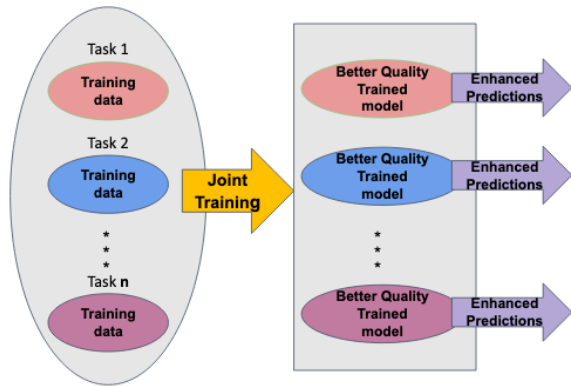 Task 1
Training
data
Task 2
Training
data
*
*
*
Task n
Training
data
Joint
Training
Better Quality
Trained
model
Enhanced
Predictions
Better Quality
Trained
model
Enhanced
Predictions
*
*
*
Better Quality
Trained
model
Enhanced
Predictions